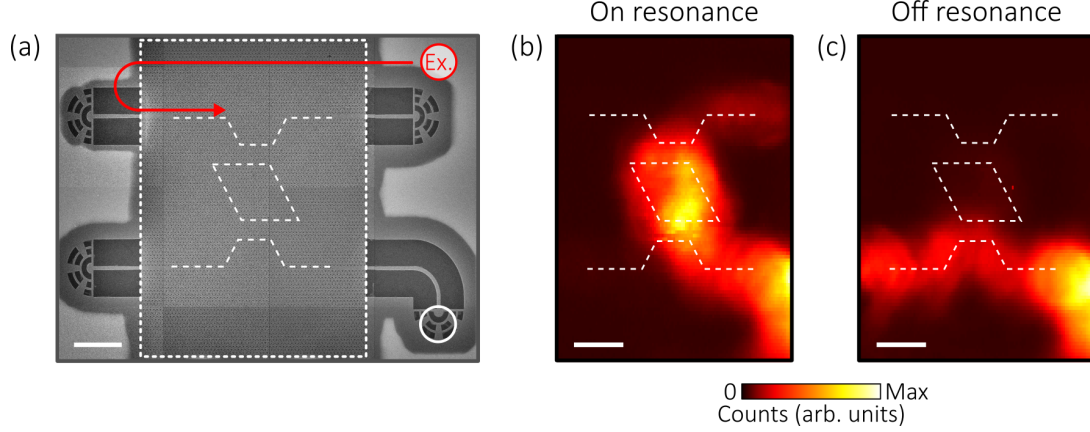 On resonance
Off resonance
(a)
Ex.
(b)
(c)
0
Max
Counts (arb. units)